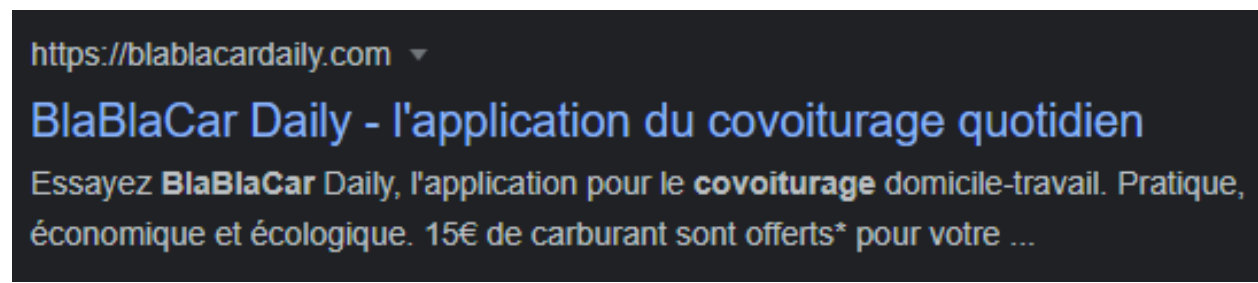 https://blablacardaily.com
BlaBlaCar Daily - l'application du covoiturage quotidien
Essayez BlaBlaCar Daily, l'application pour le covoiturage domicile-travail. Pratique,
économique et écologique. 15€ de carburant sont offerts* pour votre ...